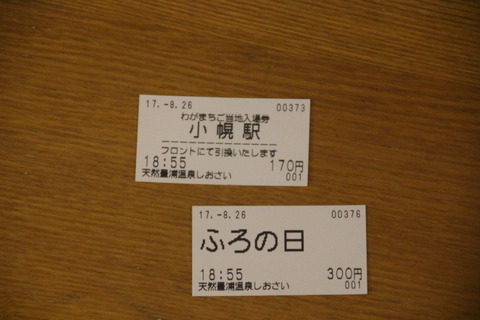 17.-8.26 00373
わがまちご当地入場券
小幌駅
フロントにて引換いたします
18:55 170円
001
天然豊浦温泉しおさい
17.-8.26 00376
ふろの日
18:55 300円
天然豊浦温泉しおさい 001